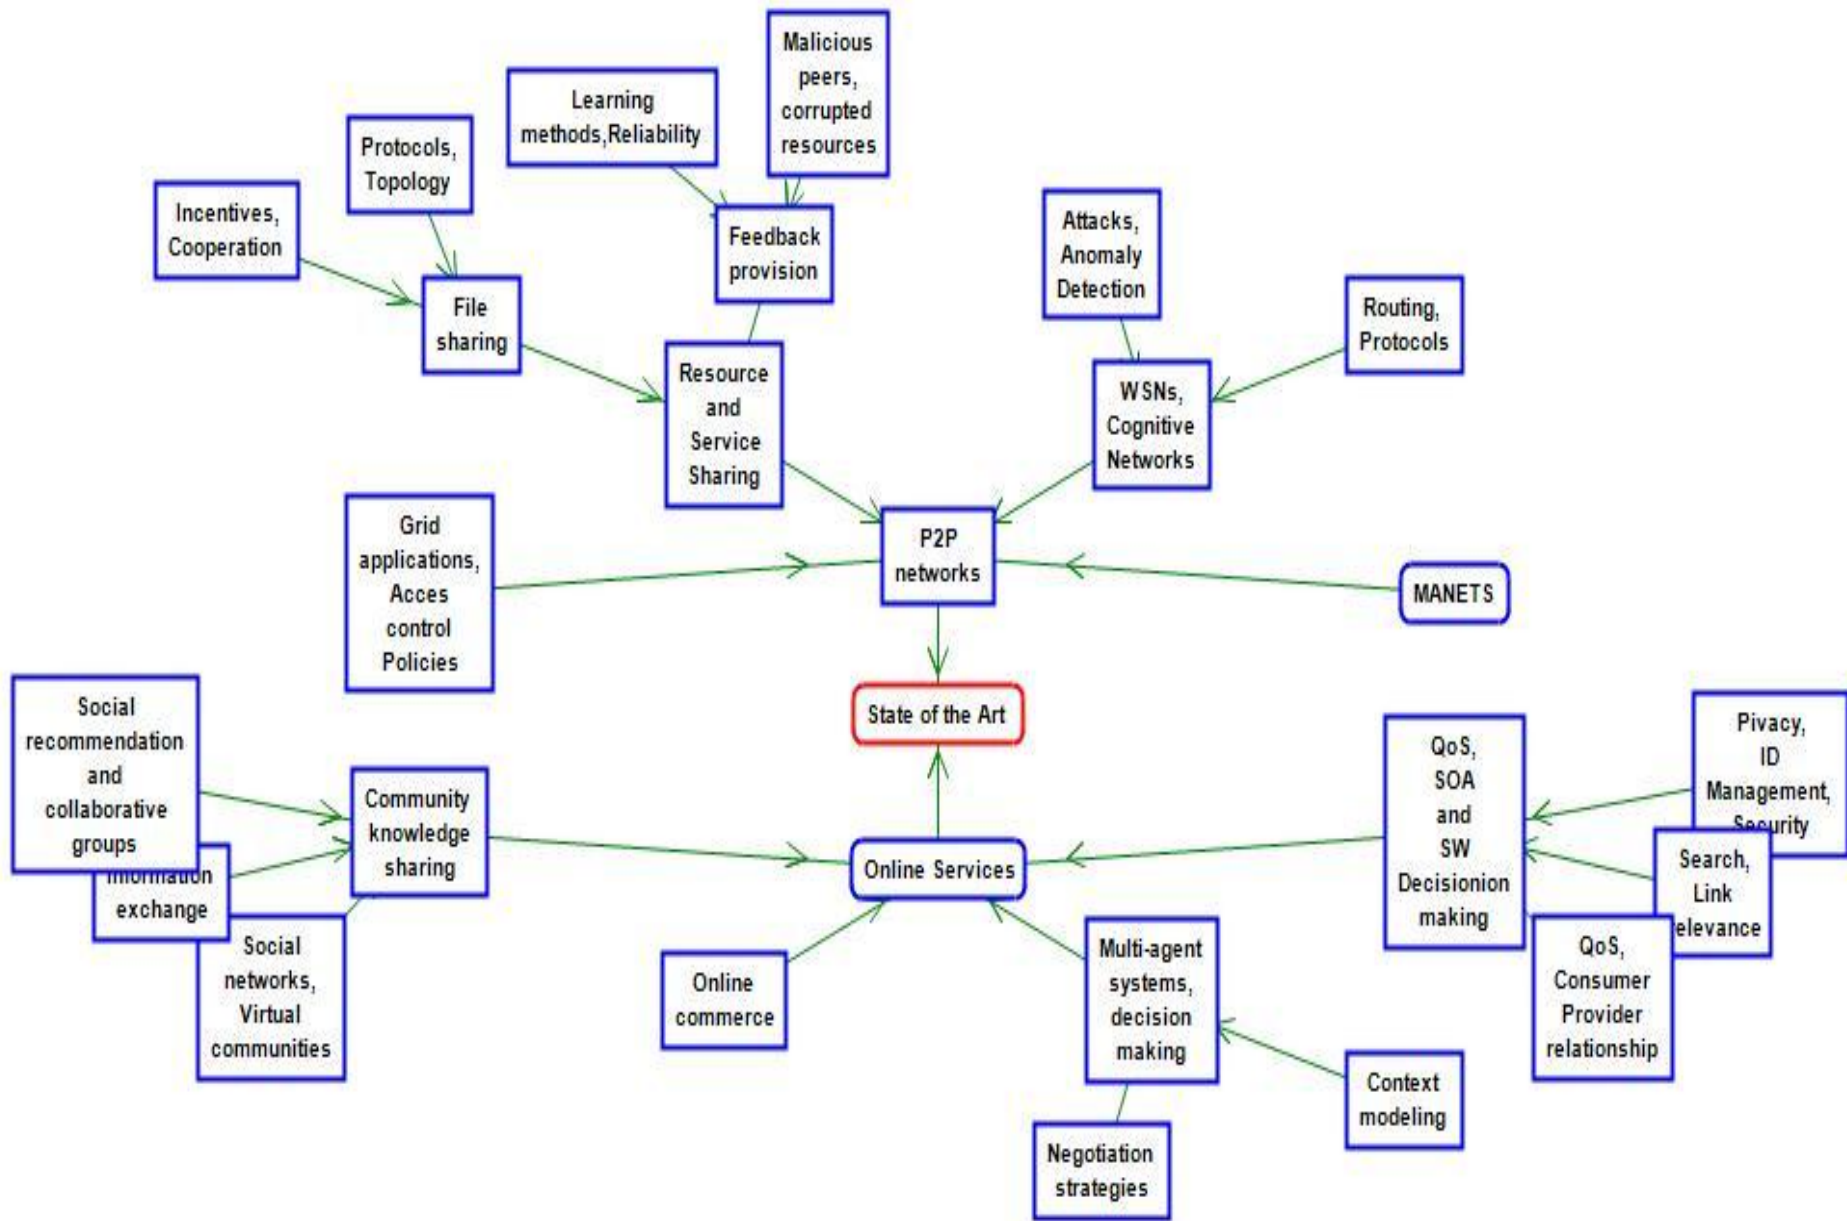 Malicious
peers,
corrupted
resources
Learning
methods,Reliability
Protocols,
Topology
Incentives,
Cooperation
Feedback
provision
Attacks,
Anomaly
Detection
Routing,
Protocols
File
sharing
Resource
and
Service
Sharing
WSNs,
Cognitive
Networks
Grid
applications,
Acces
control
Policies
P2P
networks
MANETS
State of the Art
Social
recommendation
and
collaborative
groups
Information
exchange
Social
networks,
Virtual
communities
Community
knowledge
sharing
Online Services
QoS,
SOA
and
SW
Decisionion
making
Pivacy,
ID
Management,
Security
Search,
Link
relevance
QoS,
Consumer
Provider
relationship
Online
commerce
Multi-agent
systems,
decision
making
Context
modeling
Negotiation
strategies